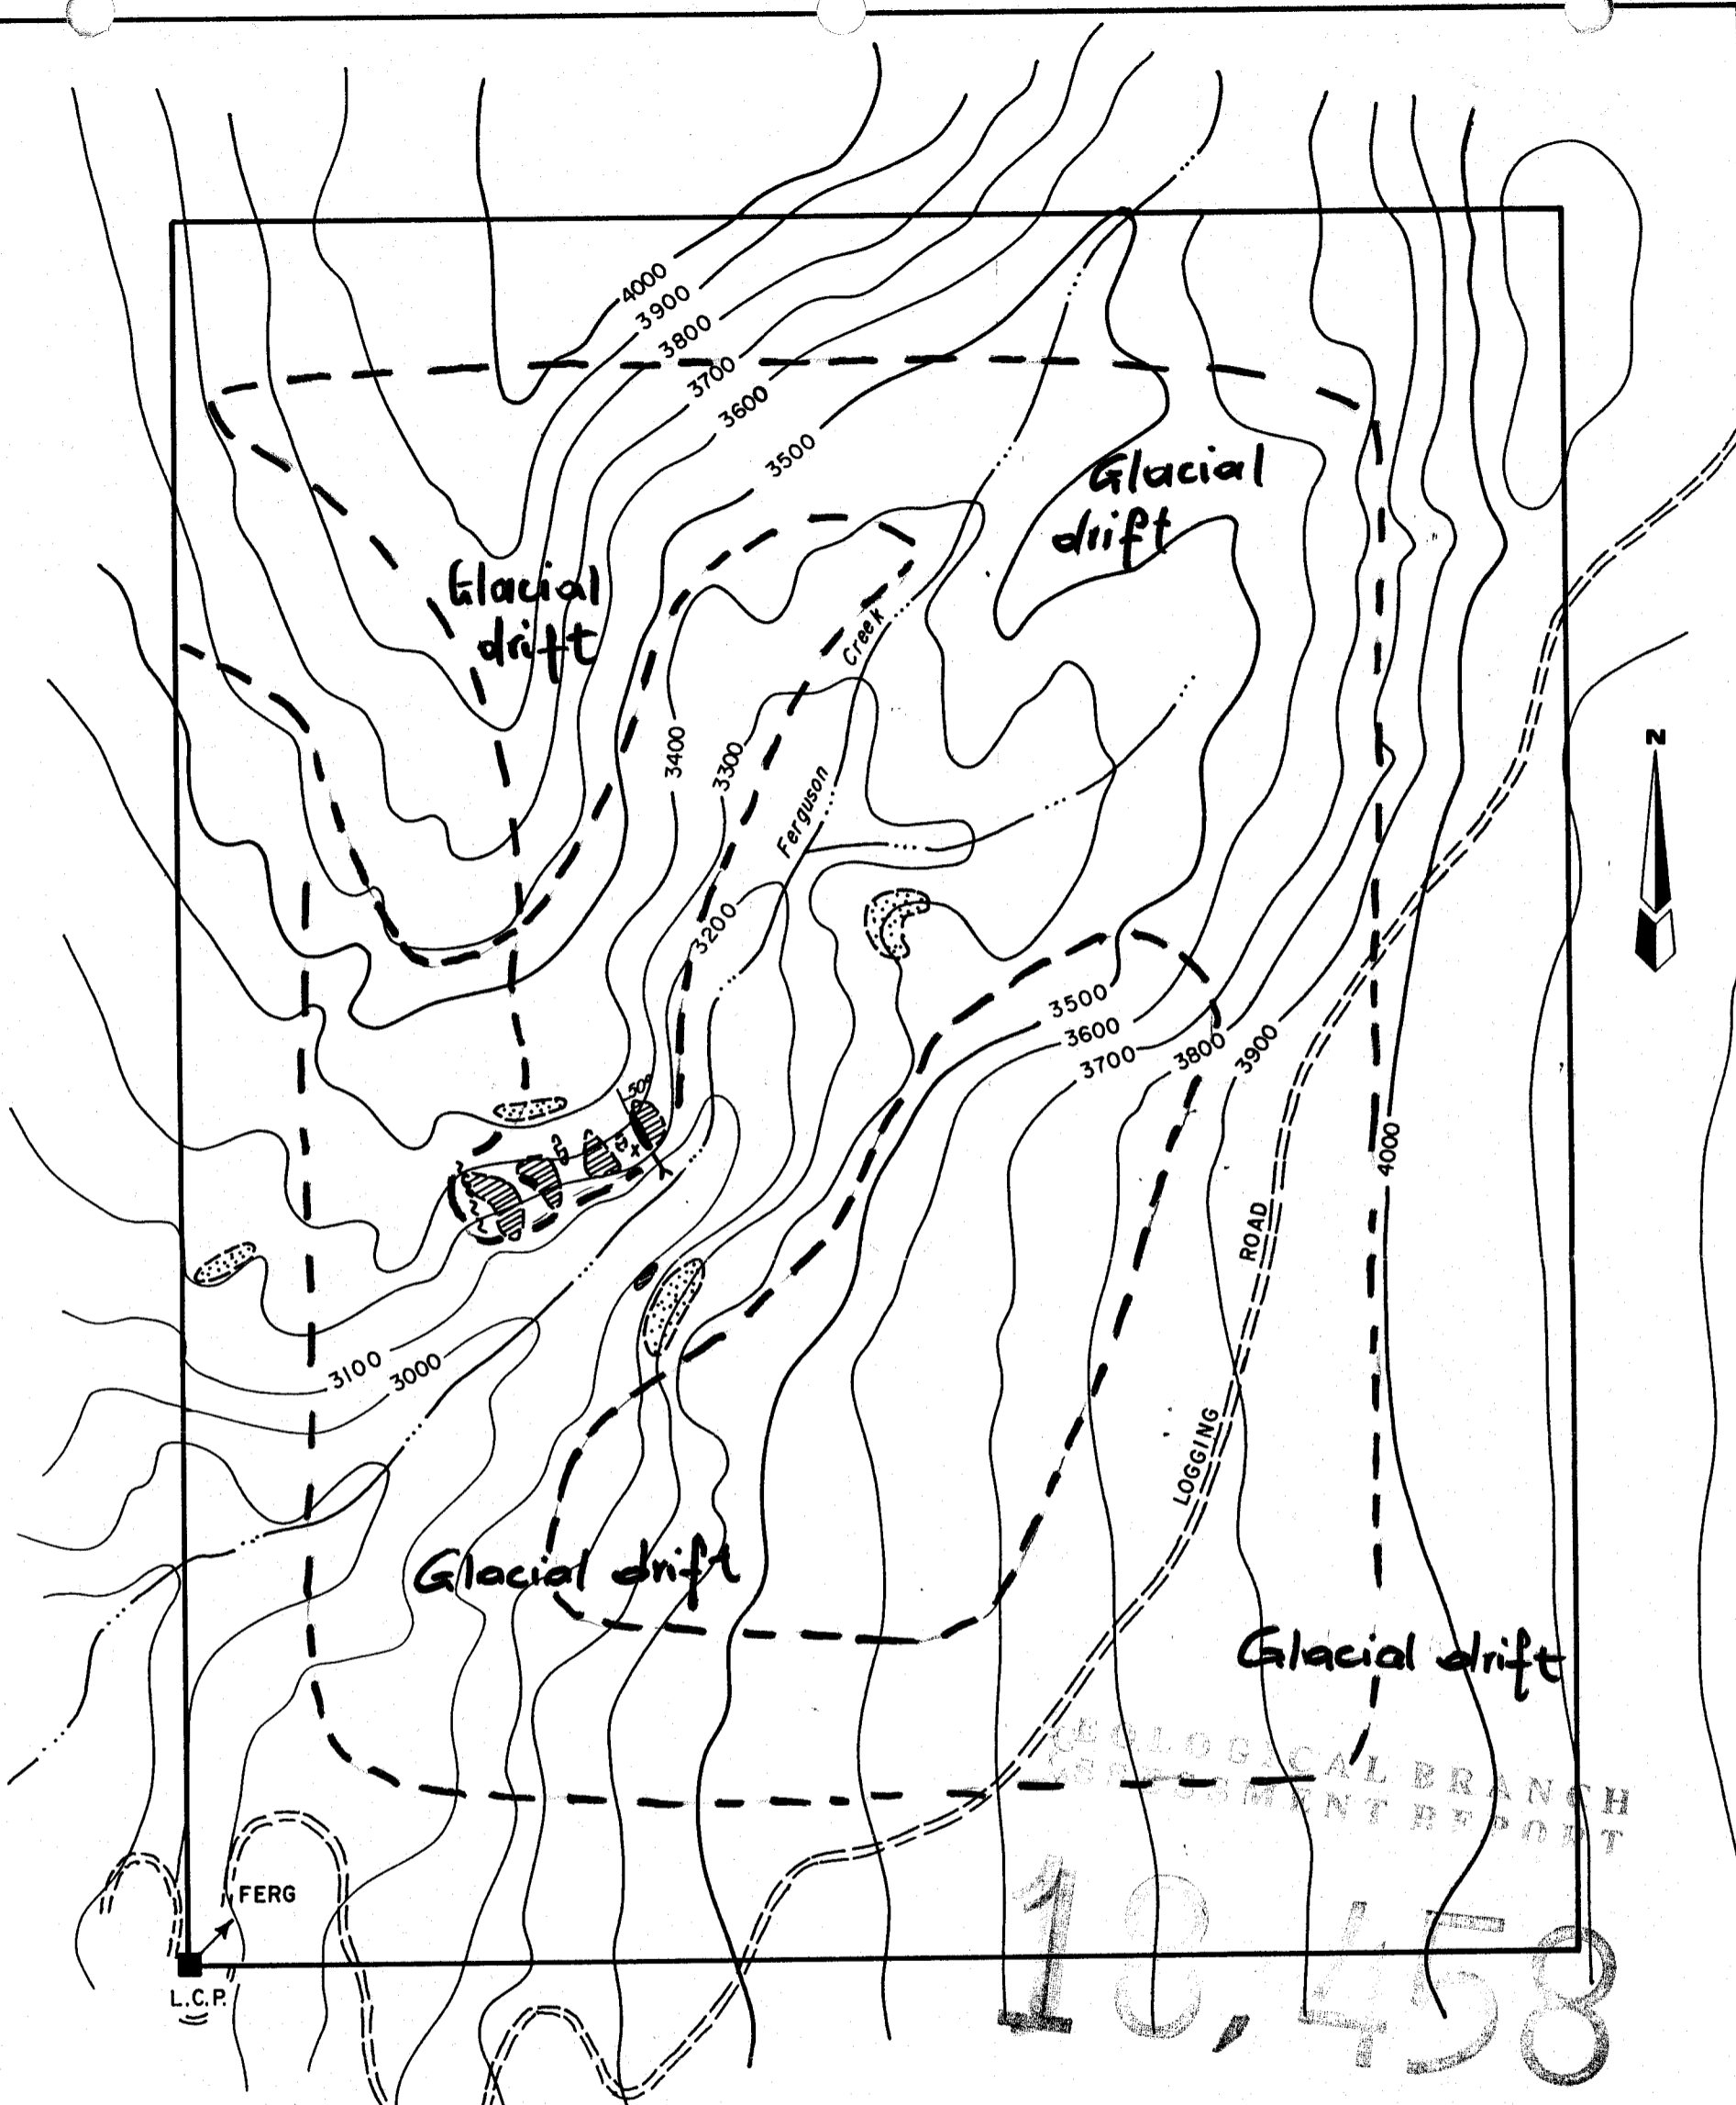 4000
3900
3800
3700
3600
3500
Glacial
drift
Glacial
drift
Creek
N
3400
3300
Ferguson
3200
3500
3600
3700
3800
3900
50°
4000
ROAD
3100
3000
LOGGING
Glacial drift
Glacial drift
GEOLOGICAL BRANCH
ASSESSMENT REPORT
FERG
18,458
L.C.P.